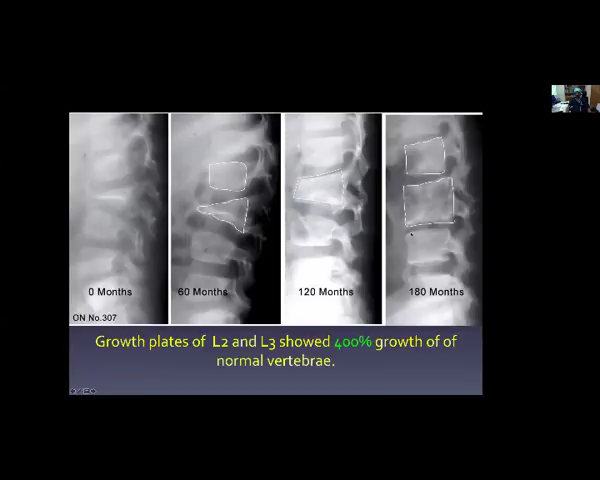 0 Months
60 Months
120 Months
180 Months
ON No.307
Growth plates of L2 and L3 showed 400% growth of of
normal vertebrae.